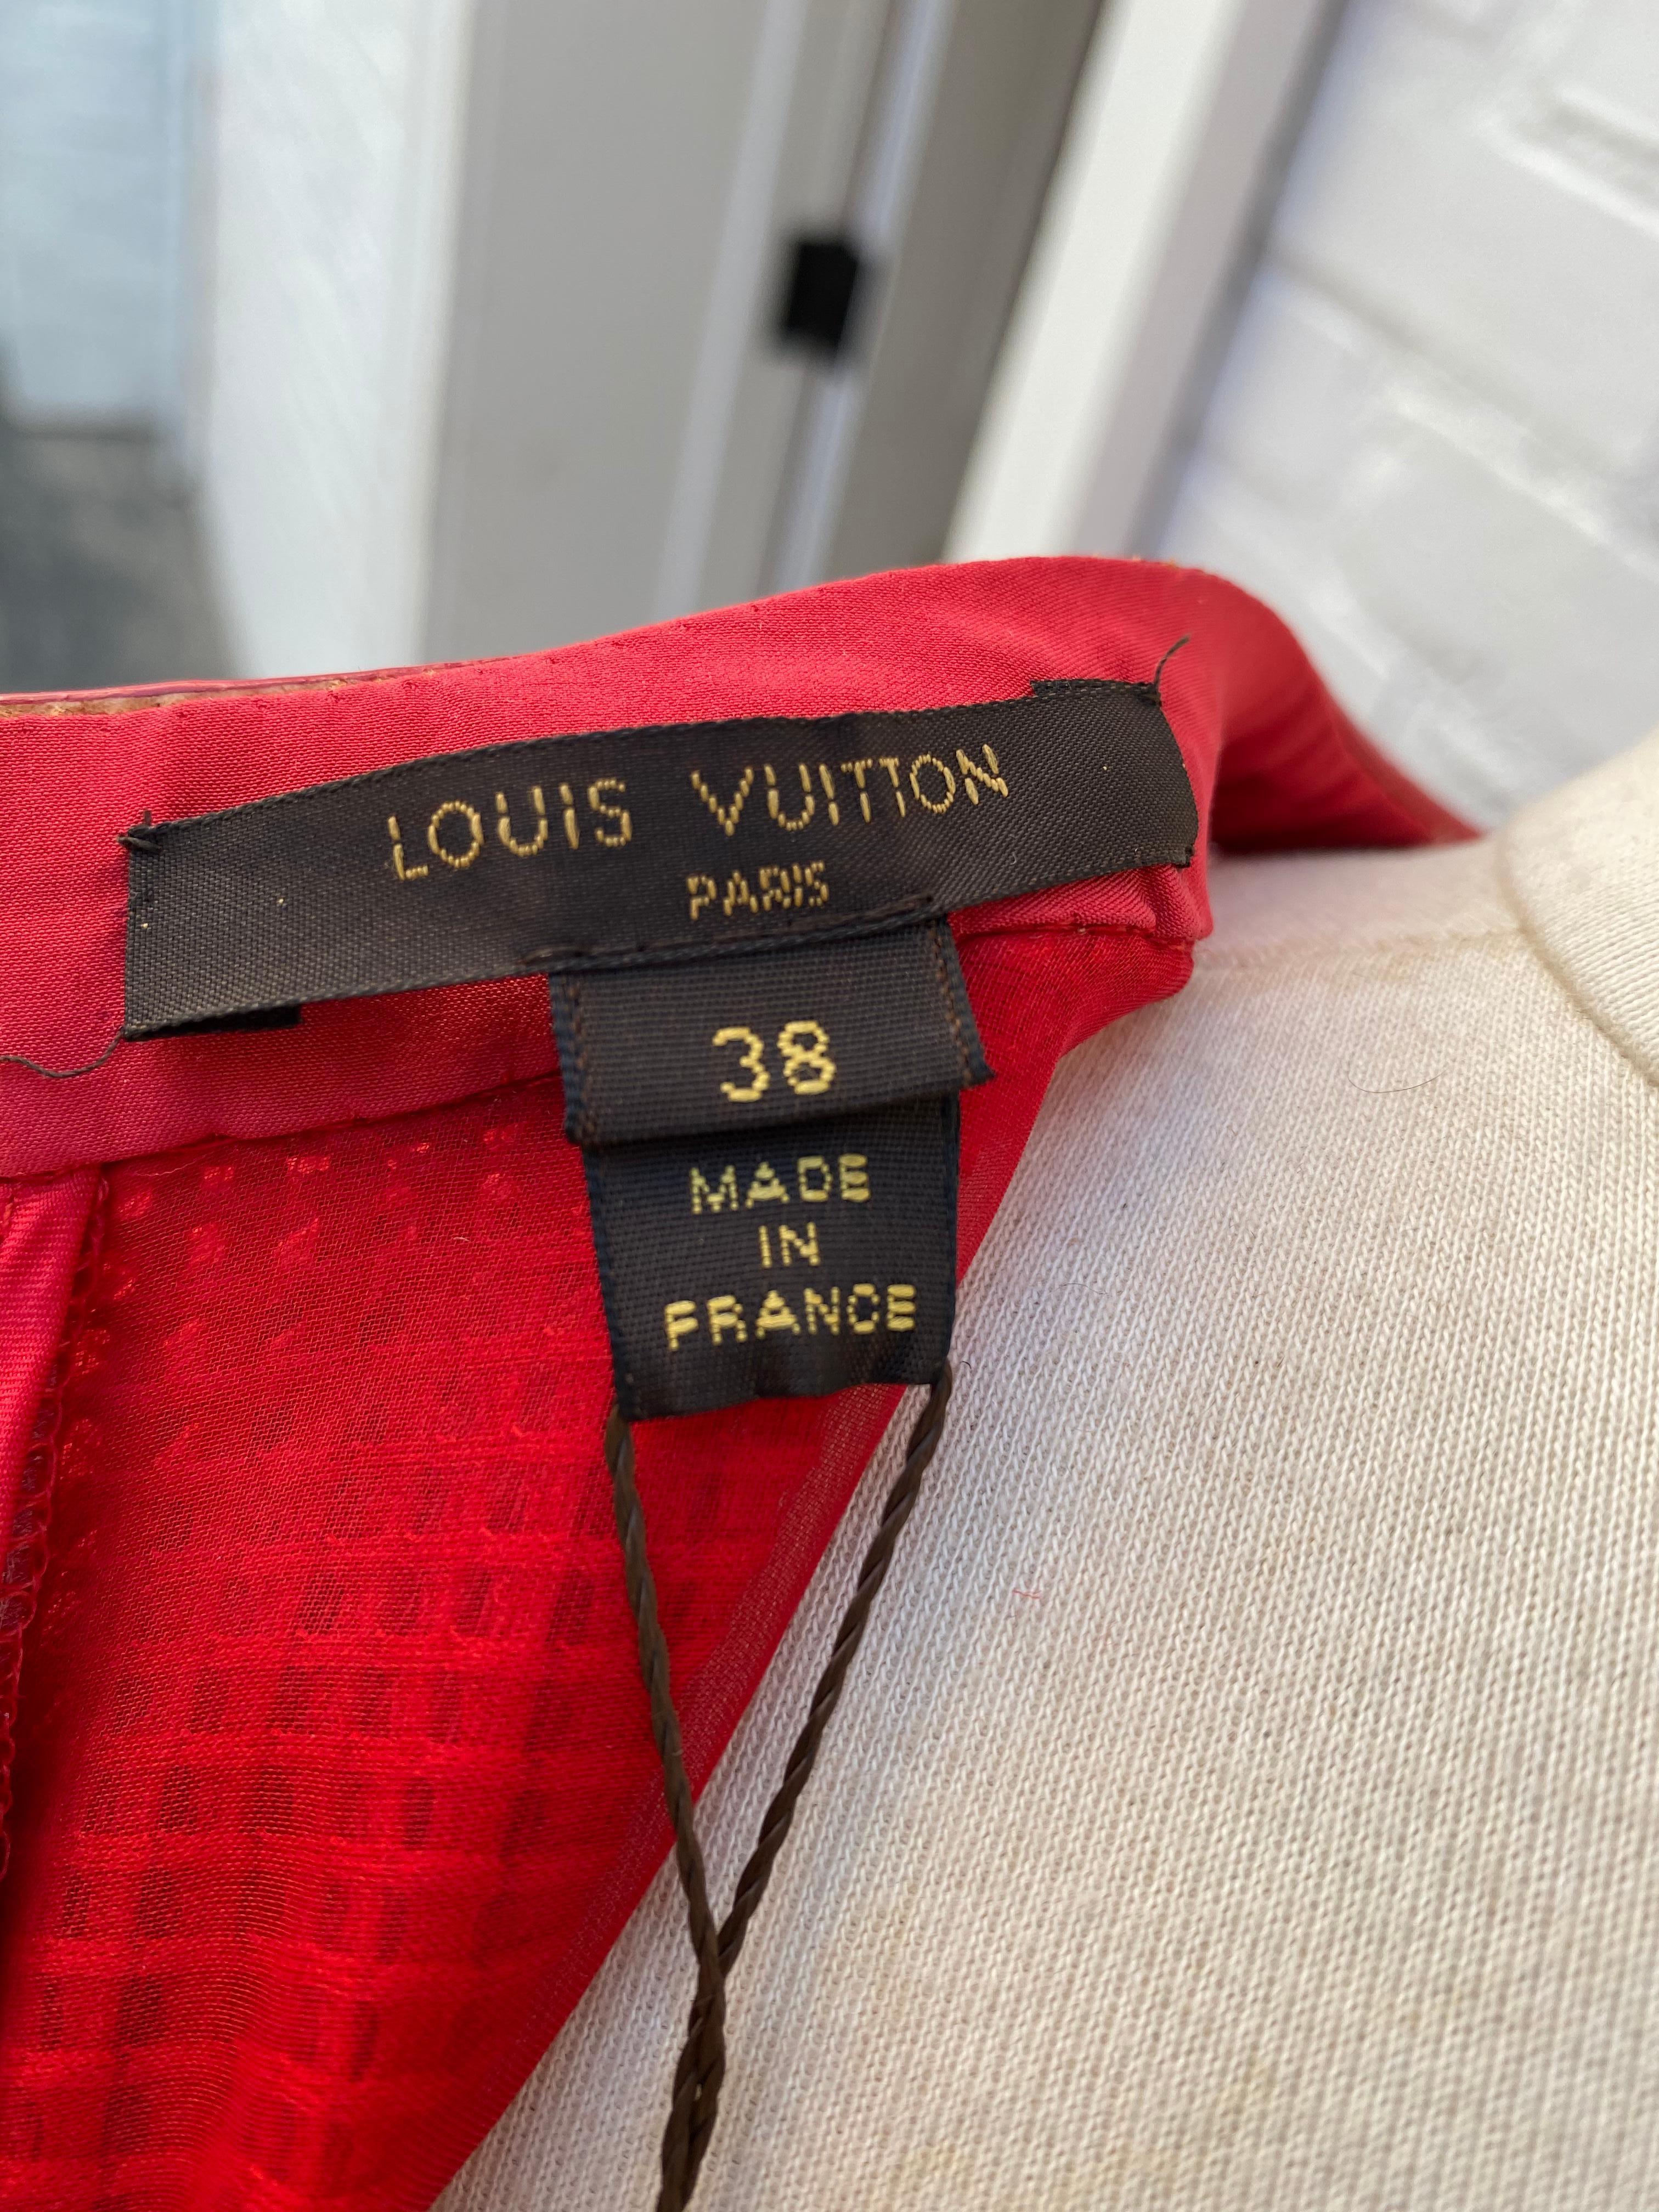 LOUIS VUITTON
PARIS
38
MADE
IN
FRANCE